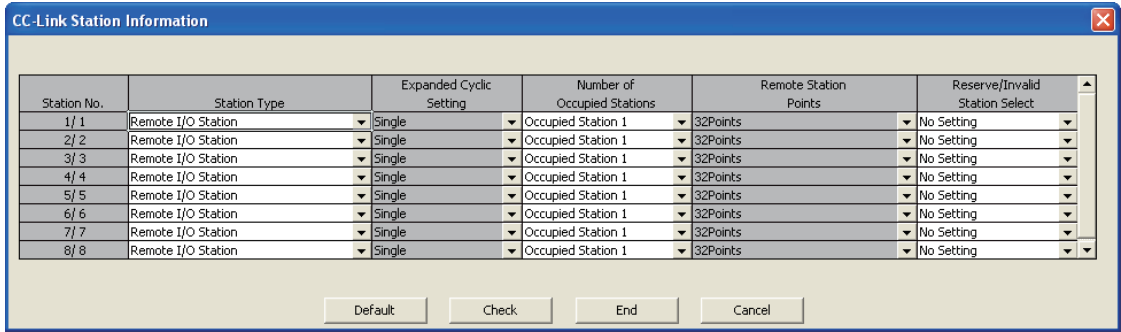 CC-Link Station Information
Expanded Cyclic Number of Remote Station Reserve/Invalid
Station No. Station Type Setting Occupied Stations Points Station Select
1/ 1 Remote I/O Station Single Occupied Station 1 32Points No Setting
2/ 2 Remote I/O Station Single Occupied Station 1 32Points No Setting
3/ 3 Remote I/O Station Single Occupied Station 1 32Points No Setting
4/ 4 Remote I/O Station Single Occupied Station 1 32Points No Setting
5/ 5 Remote I/O Station Single Occupied Station 1 32Points No Setting
6/ 6 Remote I/O Station Single Occupied Station 1 32Points No Setting
7/ 7 Remote I/O Station Single Occupied Station 1 32Points No Setting
8/ 8 Remote I/O Station Single Occupied Station 1 32Points No Setting
Default Check End Cancel